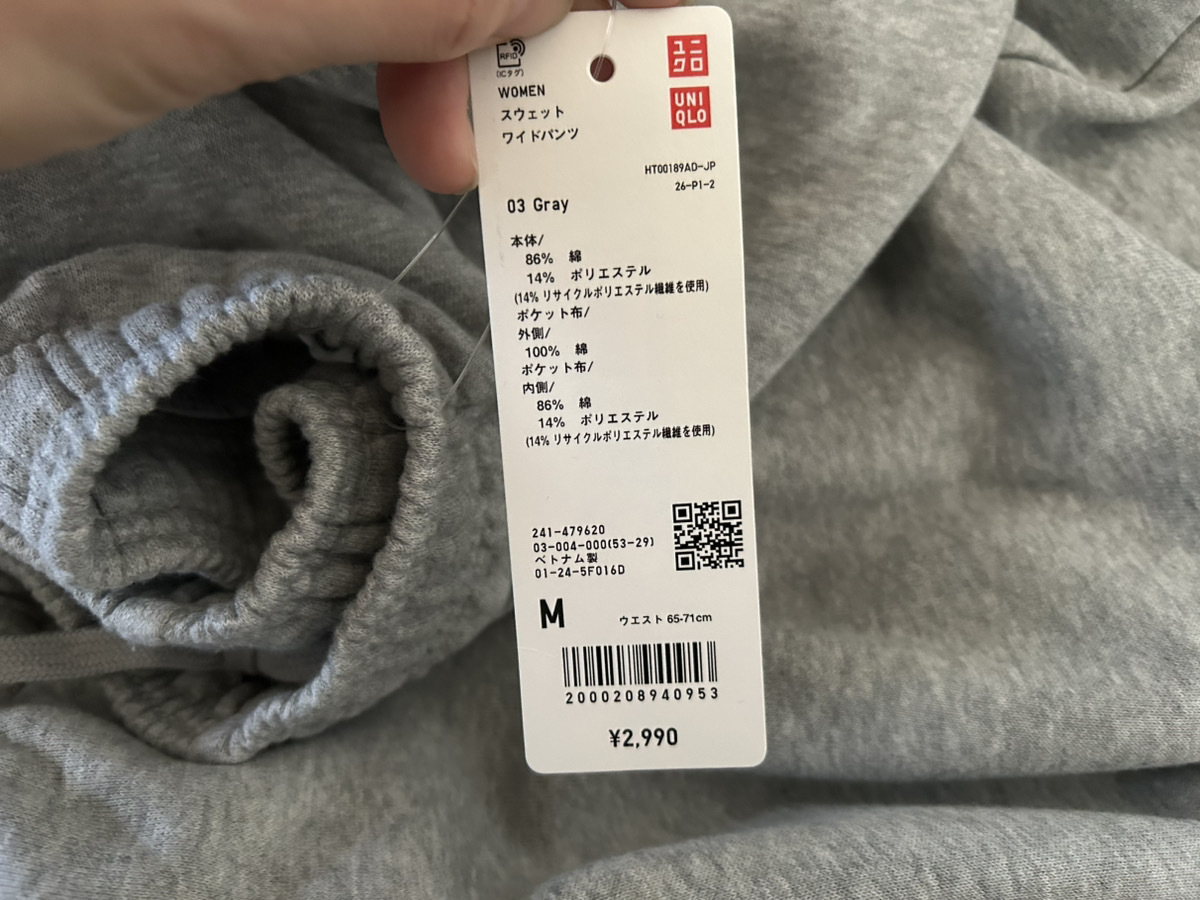 RFID
(ICタグ)
WOMEN
スウェット
ワイドパンツ
ユニ
クロ
UNI
QLO
HT00189AD-JP
26-P1-2
03 Gray
本体/
86% 綿
14% ポリエステル
(14% リサイクルポリエステル繊維を使用)
ポケット布/
外側/
100% 綿
ポケット布/
内側/
86% 綿
14% ポリエステル
(14% リサイクルポリエステル繊維を使用)
241-479620
03-004-000(53-29)
ベトナム製
01-24-5F016D
M ウエスト 65-71cm
2000208940953
¥2,990